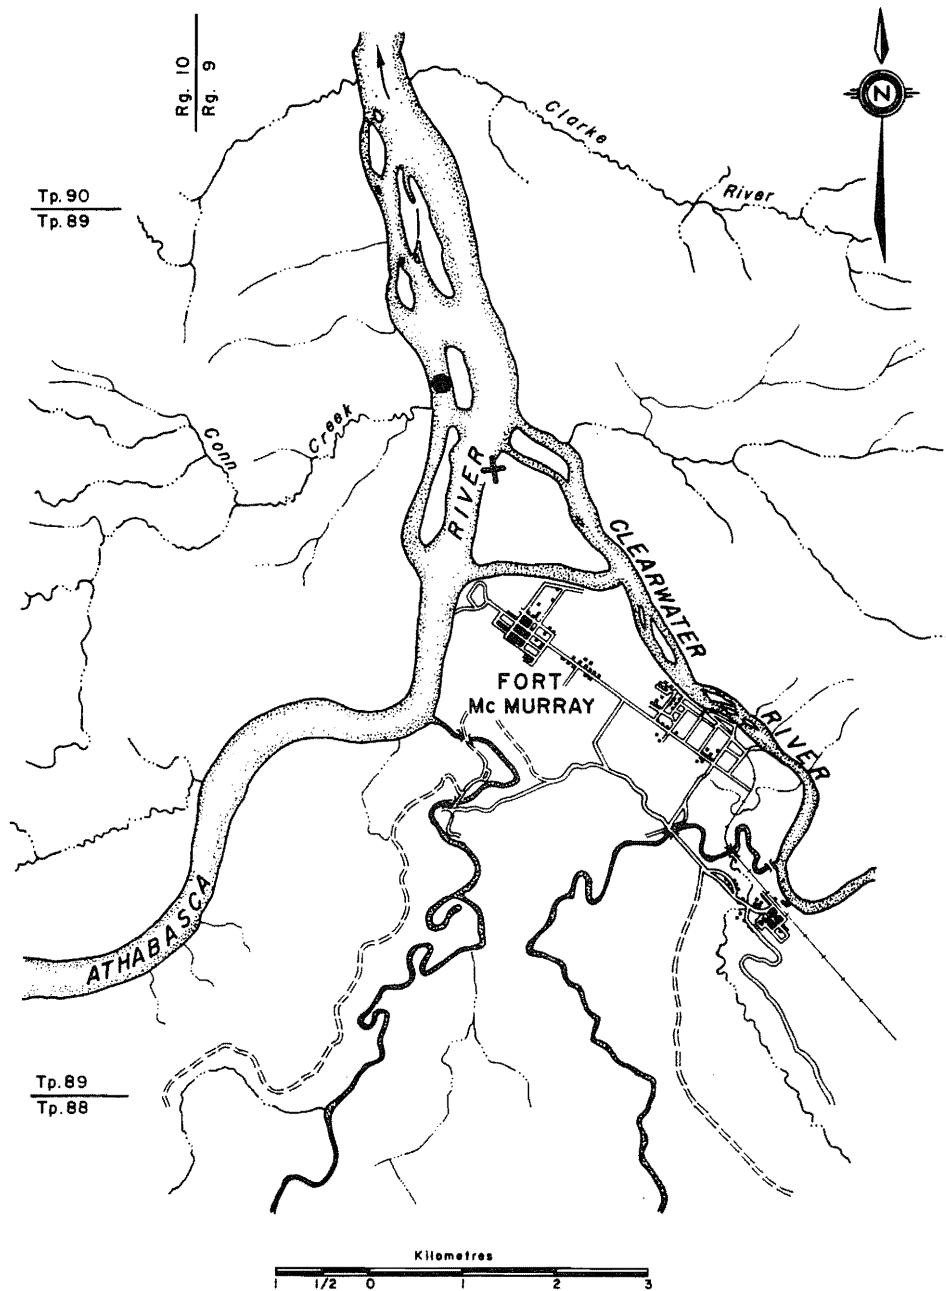 Rg. 10
Rg. 9
N
Clarke
River
Tp. 90
Tp. 89
Conn
Creek
RIVER
CLEARWATER
RIVER
FORT
Mc MURRAY
ATHABASCA
Tp. 89
Tp. 88
Kilometres
1 1/2 0 1 2 3